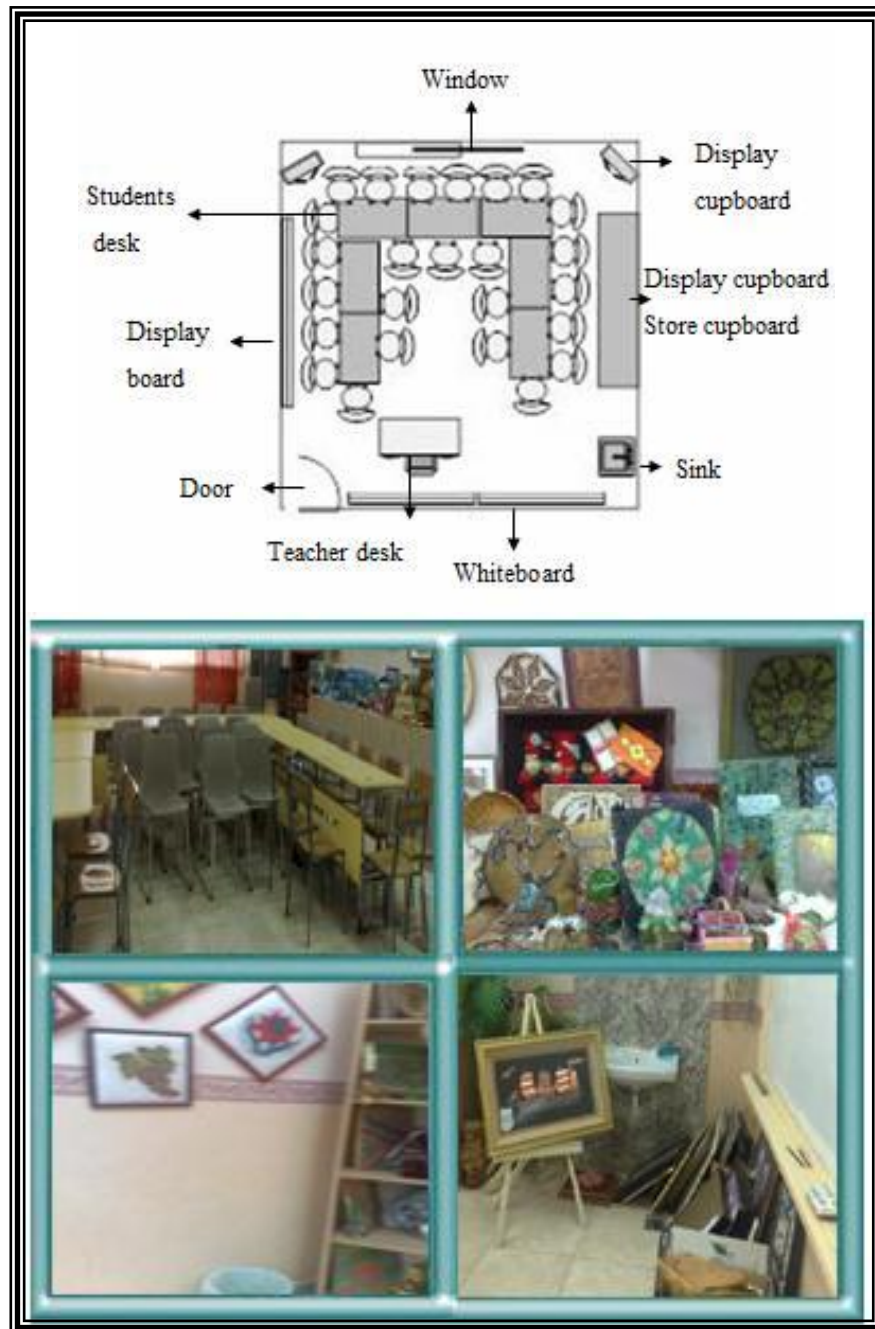 Window
Display
cupboard
Students
desk
Display cupboard
Store cupboard
Display
board
Sink
Door
Teacher desk
Whiteboard